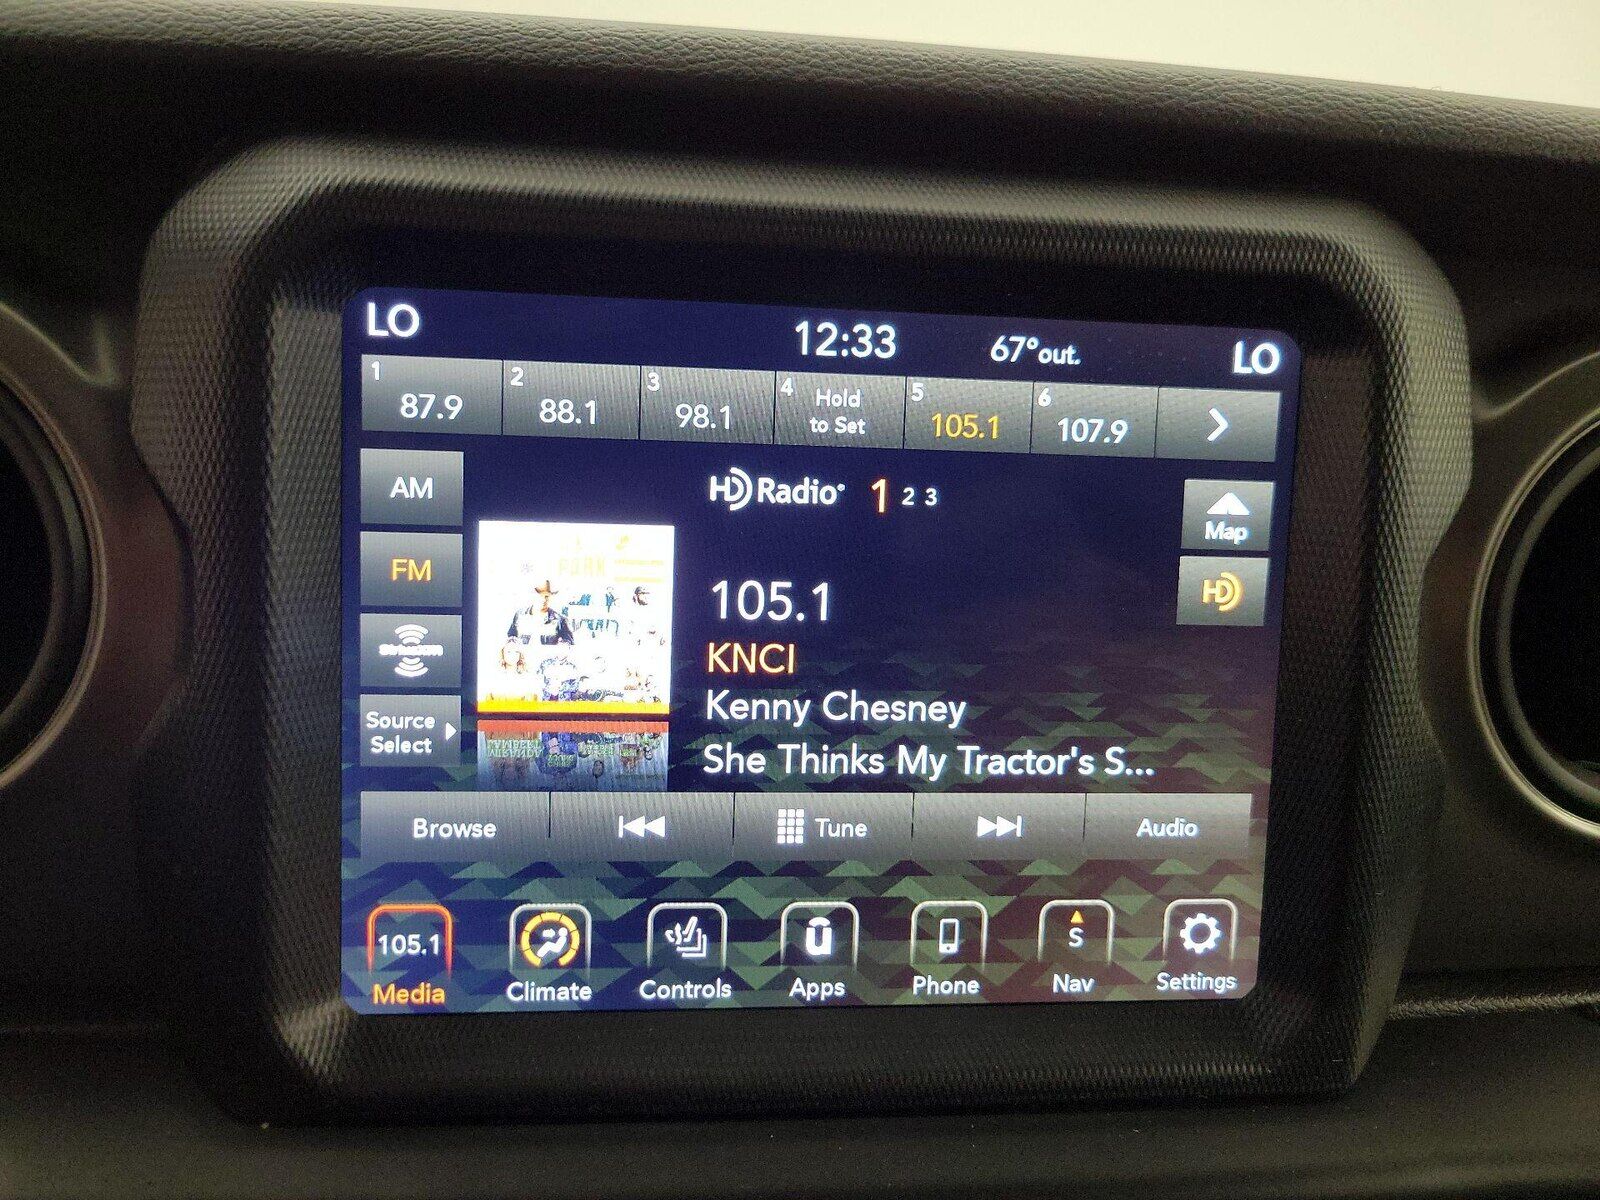 LO 12:33 67°out. LO
1 87.9 2 88.1 3 98.1 4 Hold to Set 5 105.1 6 107.9
AM
HD Radio 1 2 3
Map
FM
HD
SiriusXM
105.1
KNCI
Kenny Chesney
She Thinks My Tractor's S...
Source
Select
Browse Tune Audio
105.1 S
Media Climate Controls Apps Phone Nav Settings